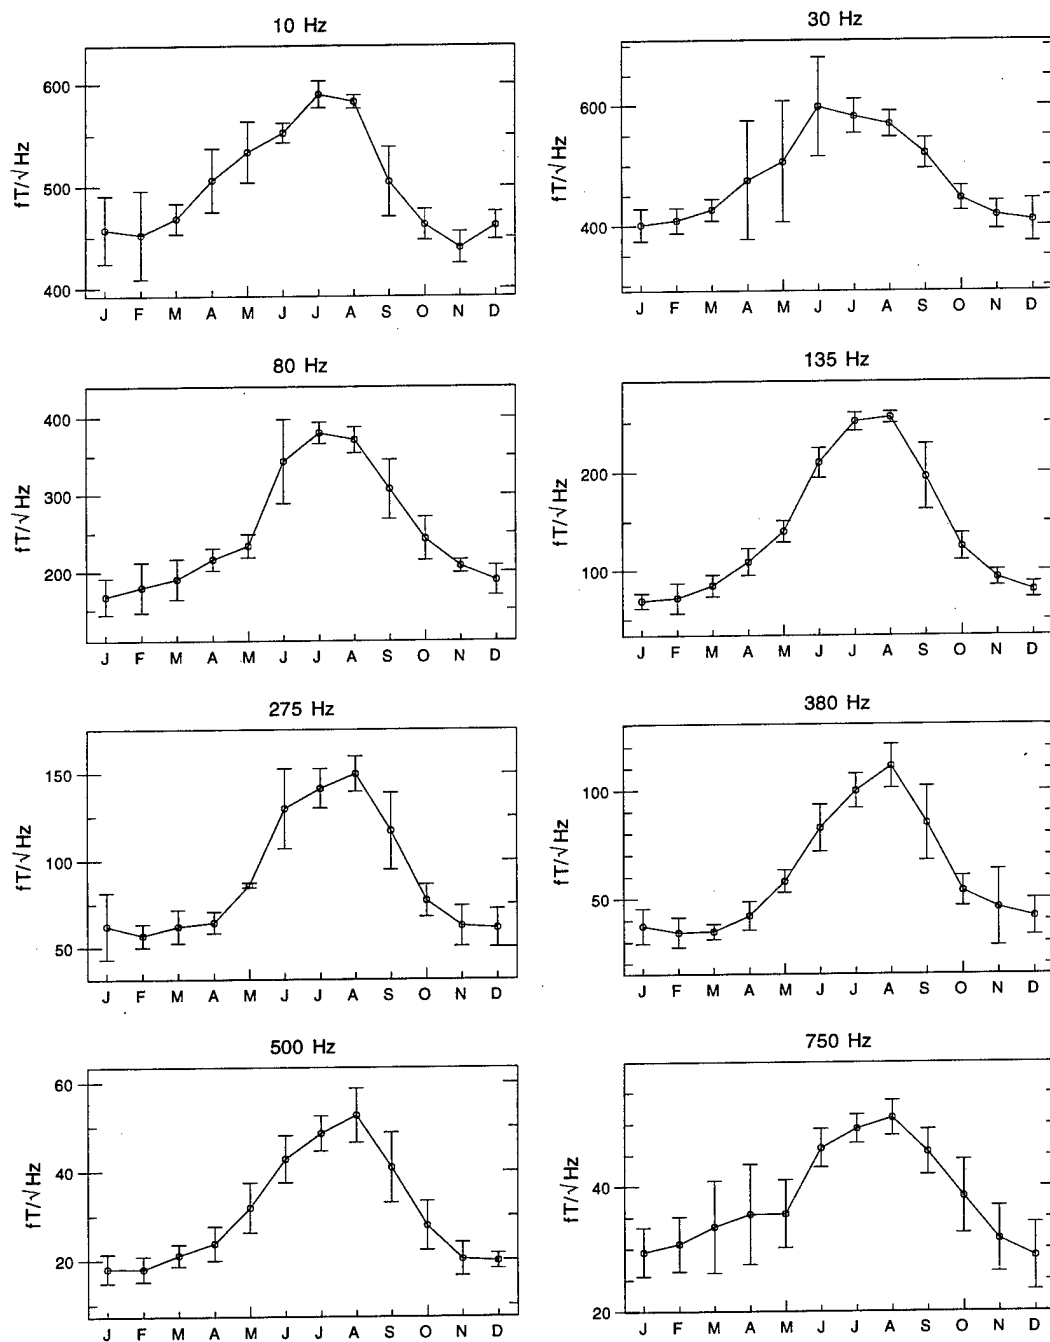 10 Hz
fT/√Hz
600
500
400
J F M A M J J A S O N D
30 Hz
fT/√Hz
600
400
J F M A M J J A S O N D
80 Hz
fT/√Hz
400
300
200
J F M A M J J A S O N D
135 Hz
fT/√Hz
200
100
J F M A M J J A S O N D
275 Hz
fT/√Hz
150
100
50
J F M A M J J A S O N D
380 Hz
fT/√Hz
100
50
J F M A M J J A S O N D
500 Hz
fT/√Hz
60
40
20
J F M A M J J A S O N D
750 Hz
fT/√Hz
40
20
J F M A M J J A S O N D